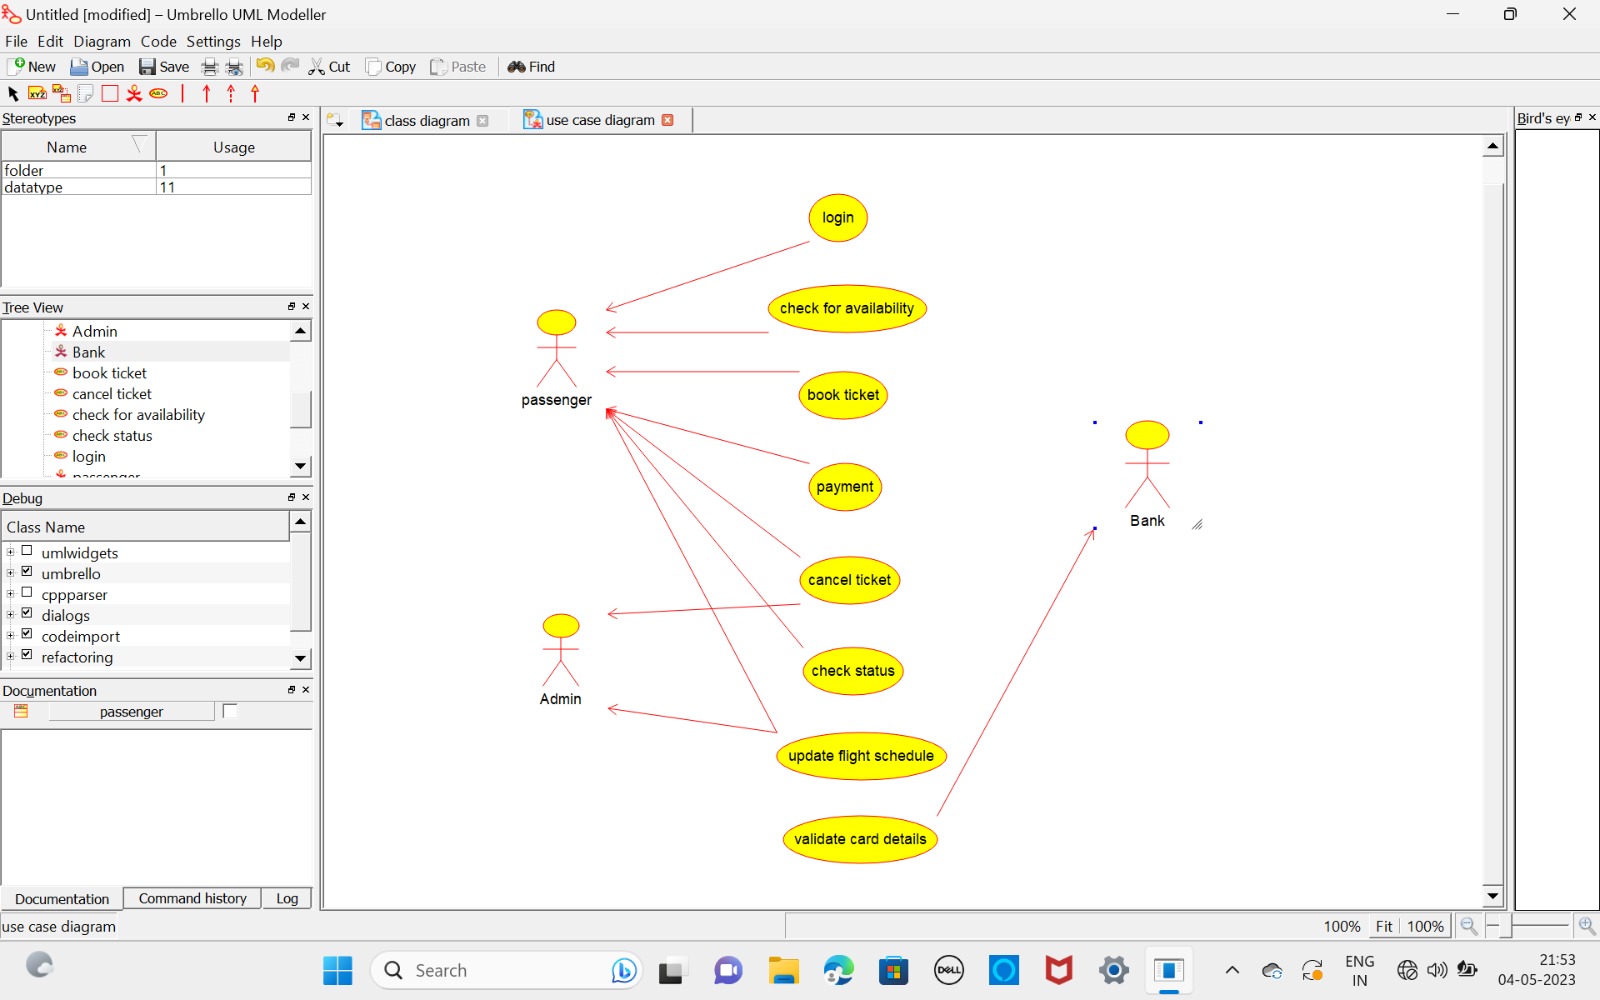 Untitled [modified] – Umbrello UML Modeller
File Edit Diagram Code Settings Help
New Open Save Cut Copy Paste Find
Stereotypes
Name Usage
folder 1
datatype 11
Tree View
Admin
Bank
book ticket
cancel ticket
check for availability
check status
login
passenger
Debug
Class Name
umlwidgets
umbrello
cppparser
dialogs
codeimport
refactoring
Documentation
passenger
Documentation Command history Log
use case diagram
class diagram use case diagram
login
check for availability
passenger
book ticket
payment
Bank
cancel ticket
check status
Admin
update flight schedule
validate card details
Bird's ey
100% Fit 100%
Search
DELL
ENG
IN
21:53
04-05-2023